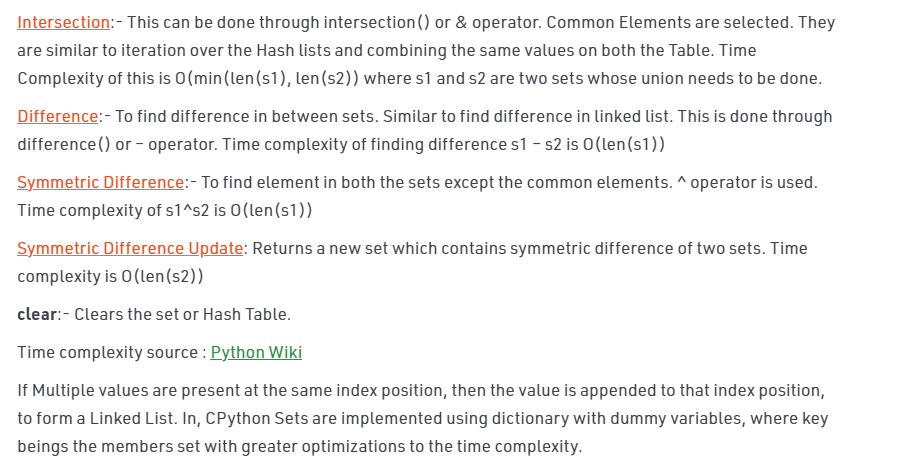 Intersection:- This can be done through intersection() or & operator. Common Elements are selected. They
are similar to iteration over the Hash lists and combining the same values on both the Table. Time
Complexity of this is O(min(len(s1), len(s2)) where s1 and s2 are two sets whose union needs to be done.
Difference:- To find difference in between sets. Similar to find difference in linked list. This is done through
difference() or – operator. Time complexity of finding difference s1 – s2 is O(len(s1))
Symmetric Difference:- To find element in both the sets except the common elements. ^ operator is used.
Time complexity of s1^s2 is O(len(s1))
Symmetric Difference Update: Returns a new set which contains symmetric difference of two sets. Time
complexity is O(len(s2))
clear:- Clears the set or Hash Table.
Time complexity source : Python Wiki
If Multiple values are present at the same index position, then the value is appended to that index position,
to form a Linked List. In, CPython Sets are implemented using dictionary with dummy variables, where key
beings the members set with greater optimizations to the time complexity.